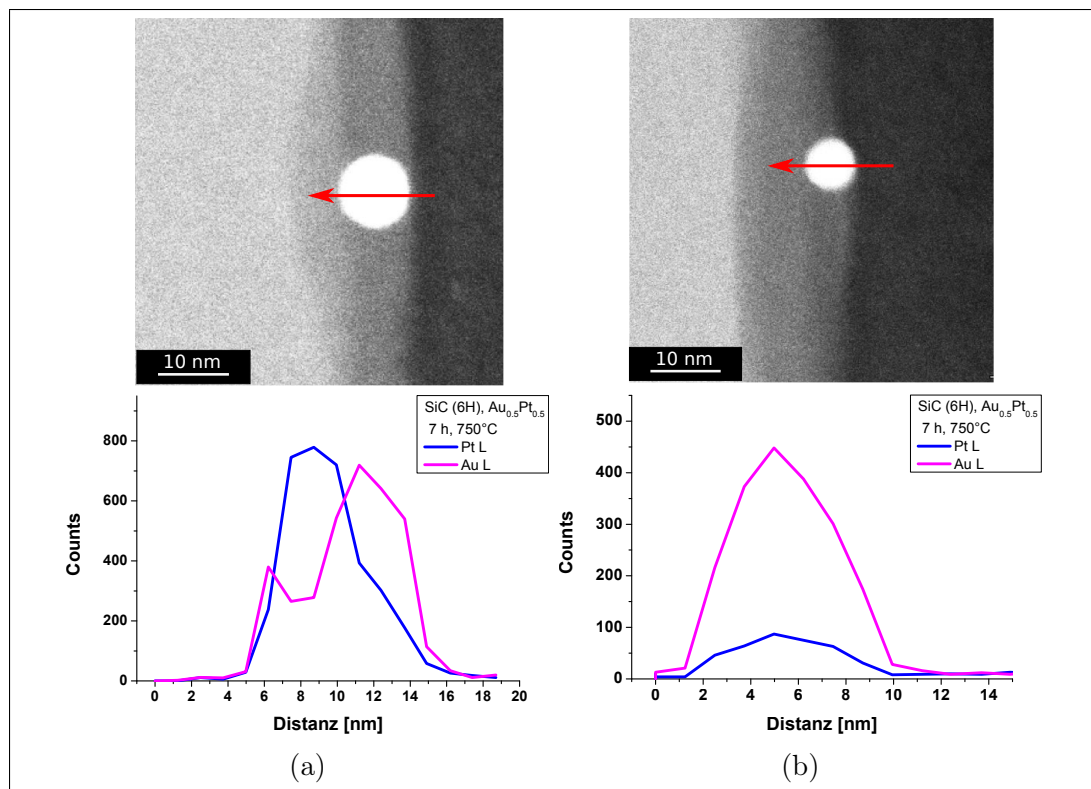 10 nm
10 nm
SiC (6H), Au₀.₅Pt₀.₅
7 h, 750°C
Pt L
Au L
800
600
400
200
0
Counts
0 2 4 6 8 10 12 14 16 18 20
Distanz [nm]
(a)
SiC (6H), Au₀.₅Pt₀.₅
7 h, 750°C
Pt L
Au L
500
400
300
200
100
0
Counts
0 2 4 6 8 10 12 14
Distanz [nm]
(b)